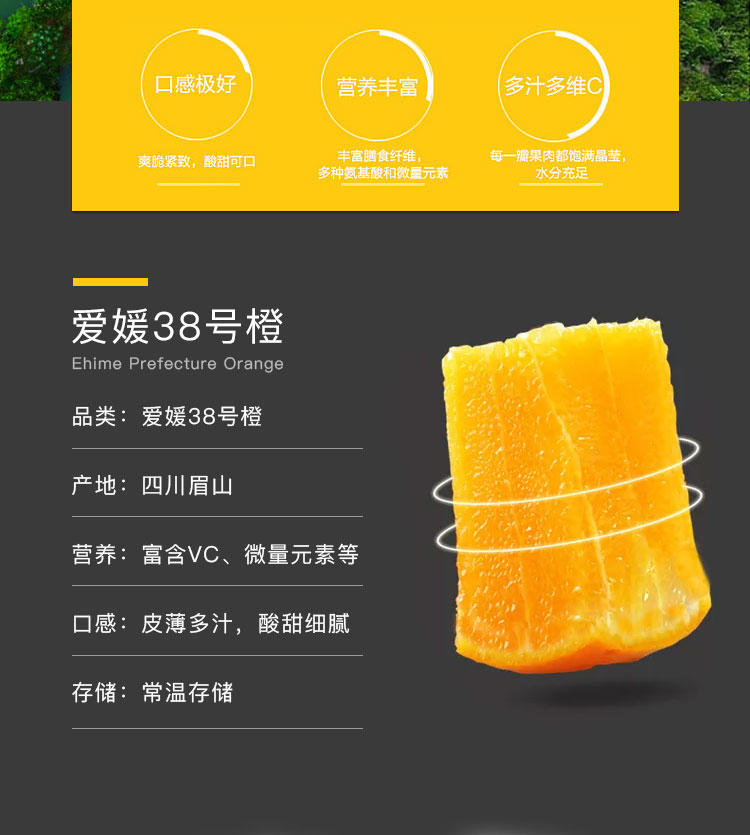 口感极好
营养丰富
多汁多维C
爽脆紧致，酸甜可口
丰富膳食纤维，
多种氨基酸和微量元素
每一瓣果肉都饱满晶莹，
水分充足
爱媛38号橙
Ehime Prefecture Orange
品类：爱媛38号橙
产地：四川眉山
营养：富含VC、微量元素等
口感：皮薄多汁，酸甜细腻
存储：常温存储